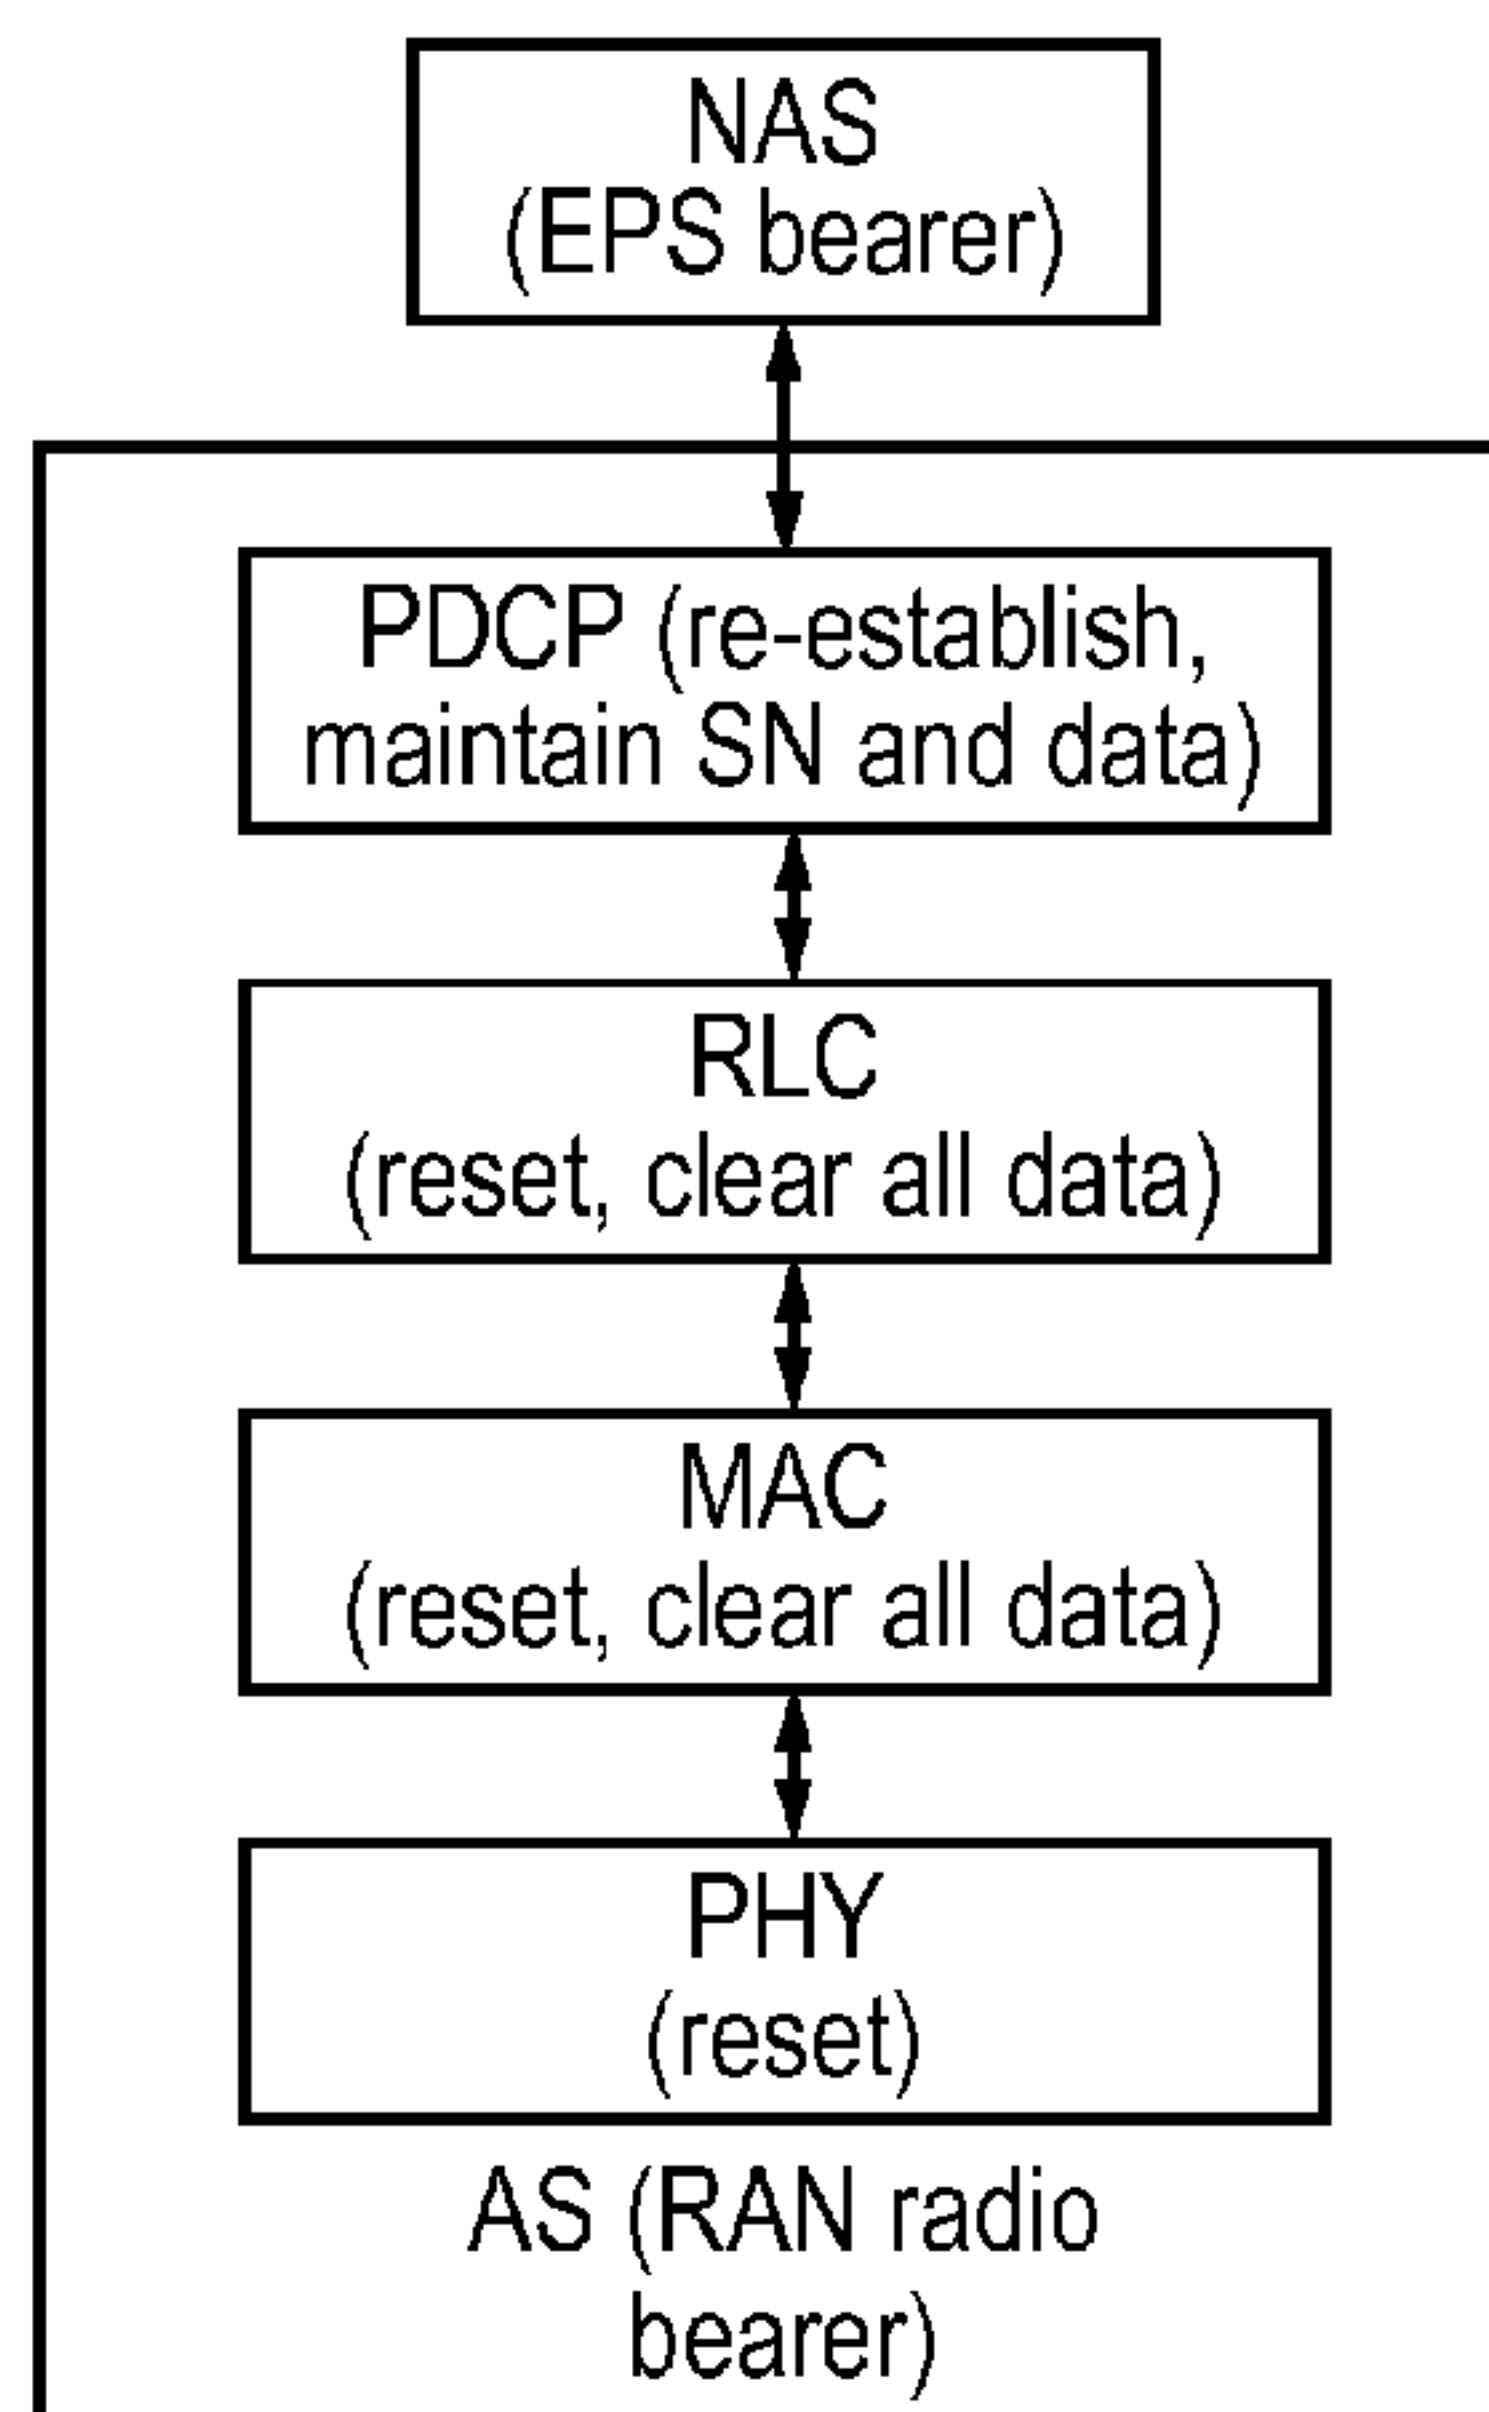 NAS
(EPS bearer)
PDCP (re-establish,
maintain SN and data)
RLC
(reset, clear all data)
MAC
(reset, clear all data)
PHY
(reset)
AS (RAN radio
bearer)